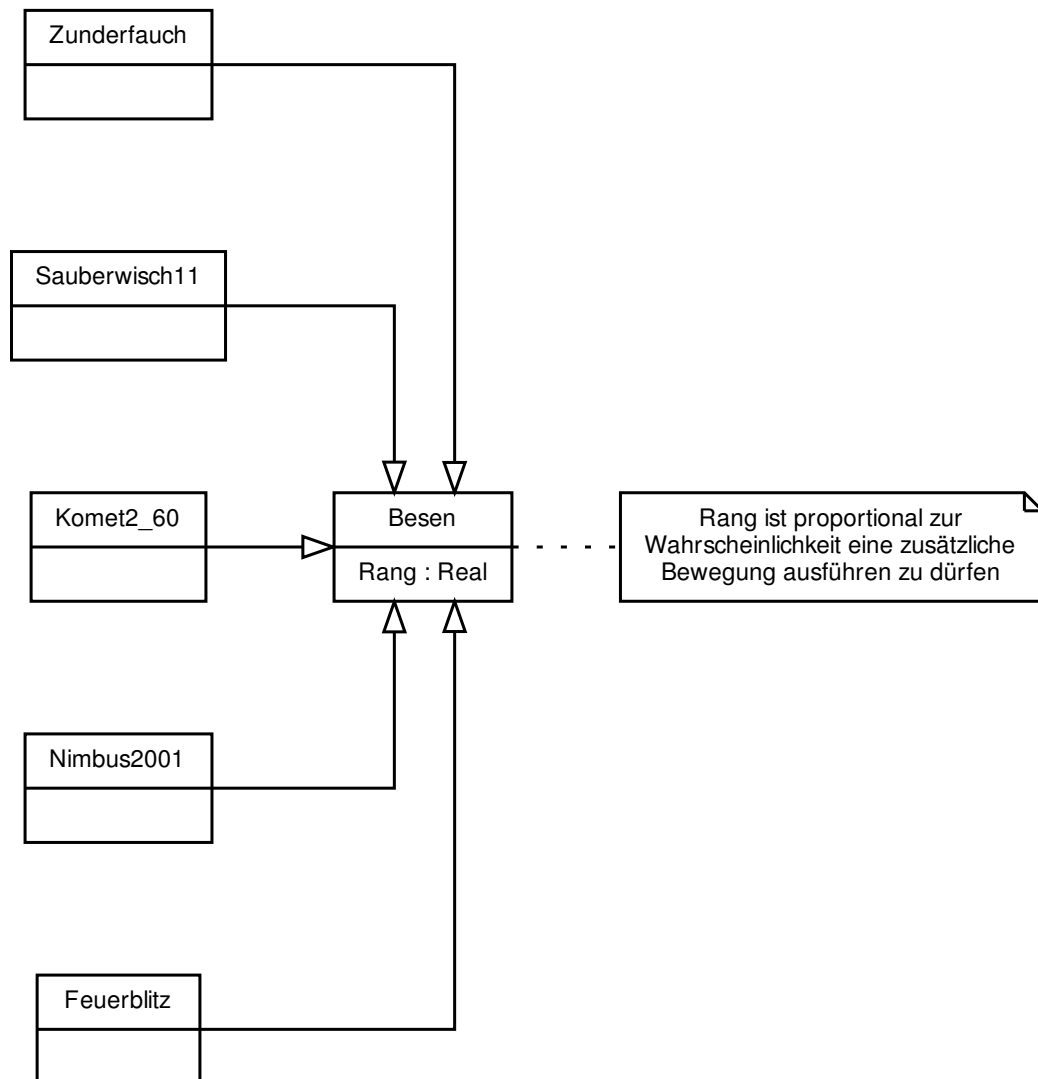 Zunderfauch
Sauberwisch11
Komet2_60
Besen
Rang : Real
Rang ist proportional zur
Wahrscheinlichkeit eine zusätzliche
Bewegung ausführen zu dürfen
Nimbus2001
Feuerblitz